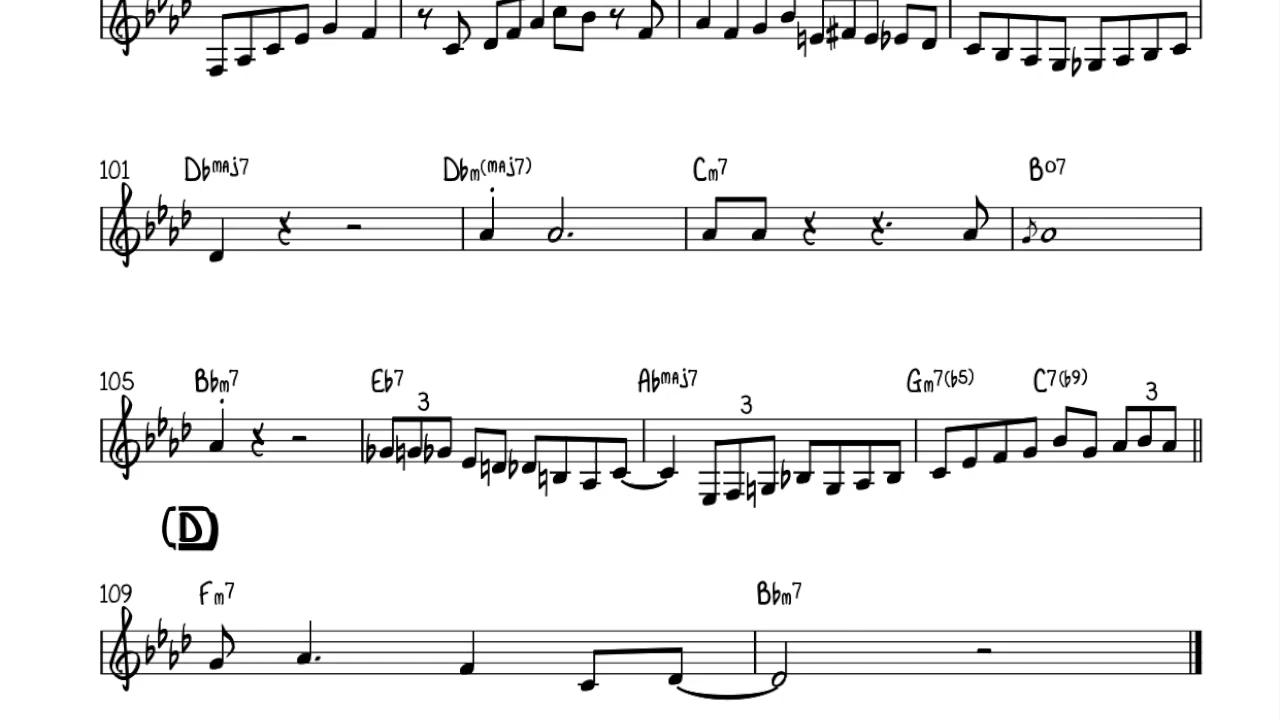 101 DbmAj7 Dbm(mAj7) Cm7 Bo7
105 Bbm7 Eb7 AbmAj7 Gm7(b5) C7(b9)
3 3 3
(D)
109 Fm7 Bbm7